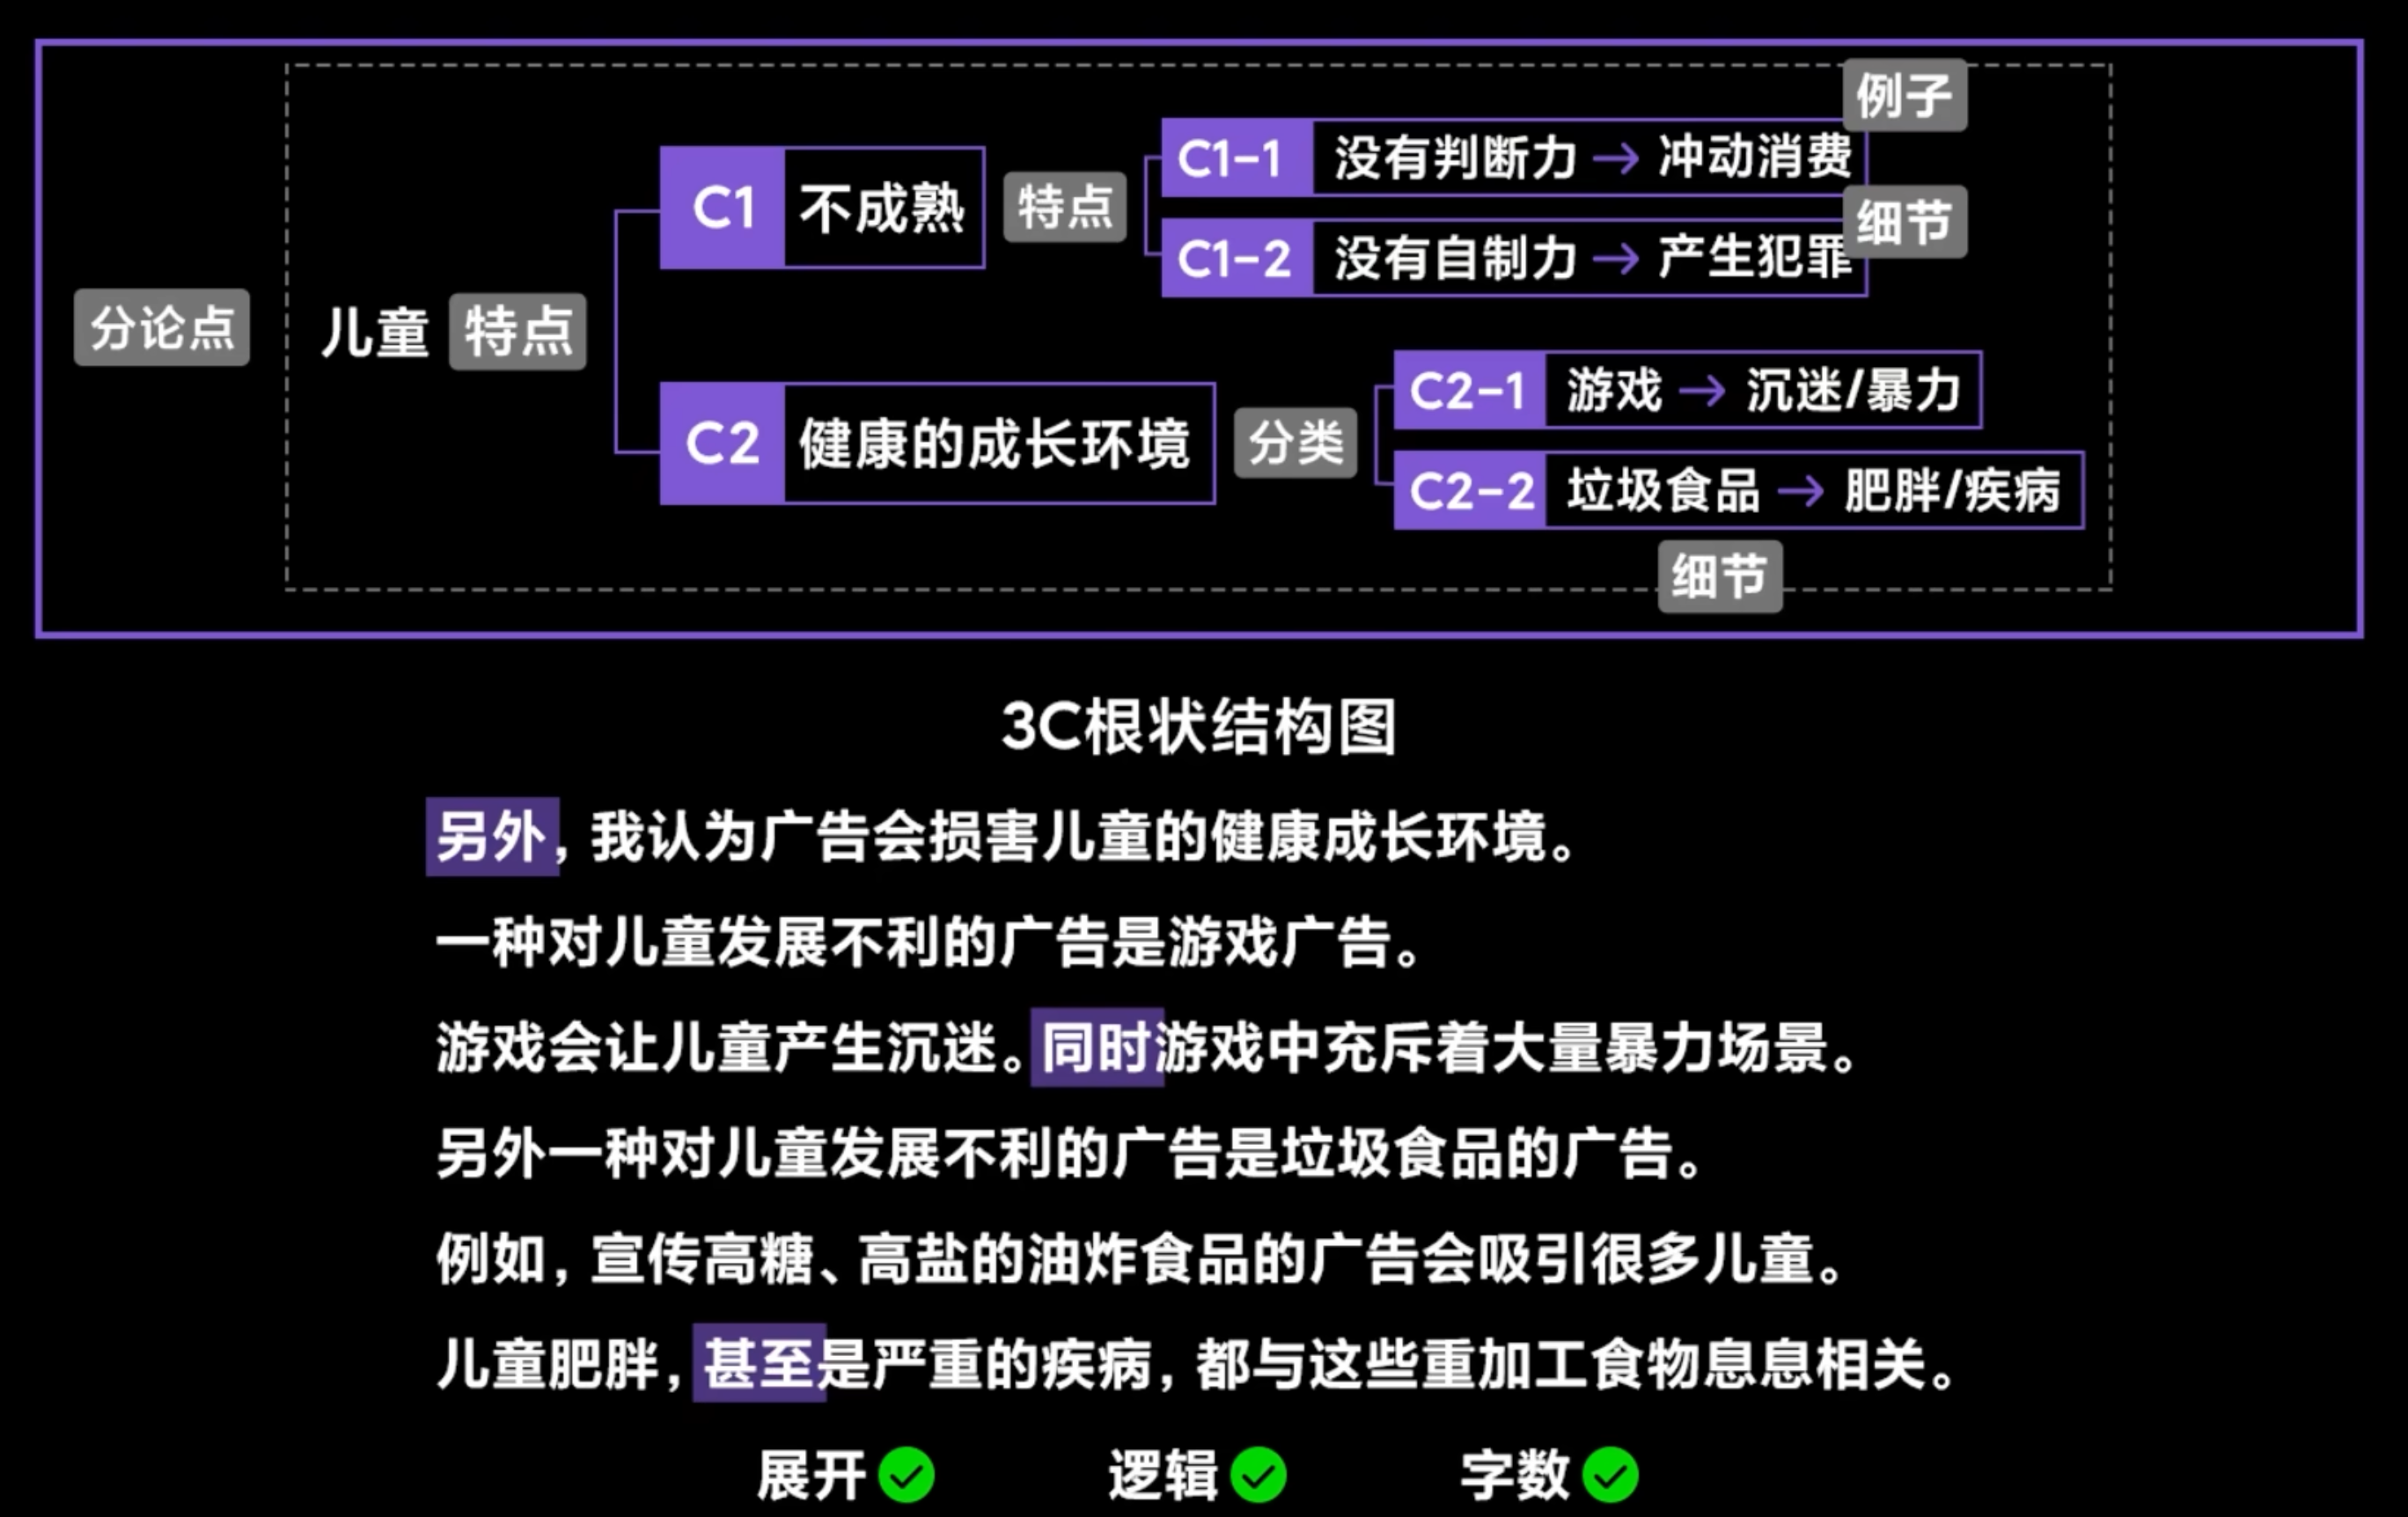 例子
C1-1 没有判断力 → 冲动消费
C1 不成熟 特点
细节
C1-2 没有自制力 → 产生犯罪
分论点 儿童 特点
C2-1 游戏 → 沉迷/暴力
C2 健康的成长环境 分类
C2-2 垃圾食品 → 肥胖/疾病
细节
3C根状结构图
另外，我认为广告会损害儿童的健康成长环境。
一种对儿童发展不利的广告是游戏广告。
游戏会让儿童产生沉迷。同时游戏中充斥着大量暴力场景。
另外一种对儿童发展不利的广告是垃圾食品的广告。
例如，宣传高糖、高盐的油炸食品的广告会吸引很多儿童。
儿童肥胖，甚至是严重的疾病，都与这些重加工食物息息相关。
展开 逻辑 字数